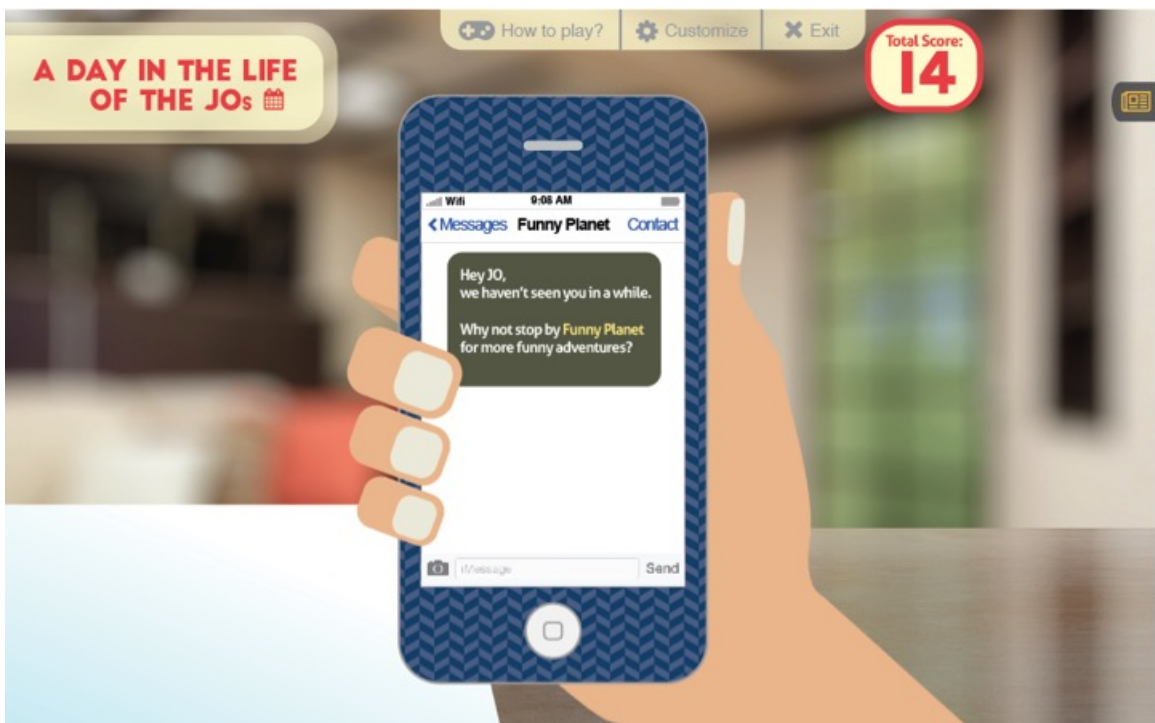 How to play?
Customize
Exit
A DAY IN THE LIFE
OF THE JOs
Total Score:
14
Wifi
9:08 AM
Messages
Funny Planet
Contact
Hey JO,
we haven't seen you in a while.
Why not stop by Funny Planet
for more funny adventures?
iMessage
Send